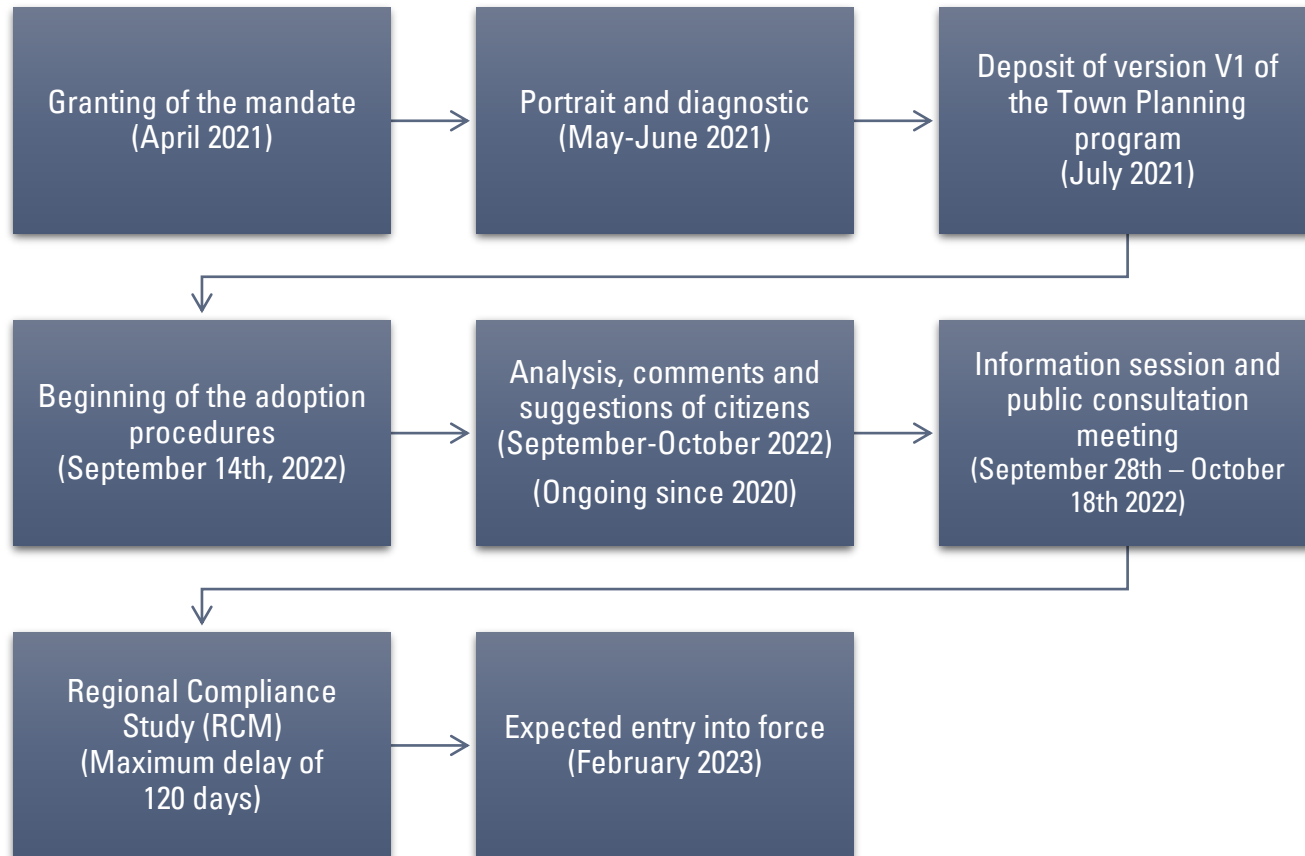 Granting of the mandate
(April 2021)
Portrait and diagnostic
(May-June 2021)
Deposit of version V1 of
the Town Planning
program
(July 2021)
Beginning of the adoption
procedures
(September 14th, 2022)
Analysis, comments and
suggestions of citizens
(September-October 2022)
(Ongoing since 2020)
Information session and
public consultation
meeting
(September 28th – October
18th 2022)
Regional Compliance
Study (RCM)
(Maximum delay of
120 days)
Expected entry into force
(February 2023)